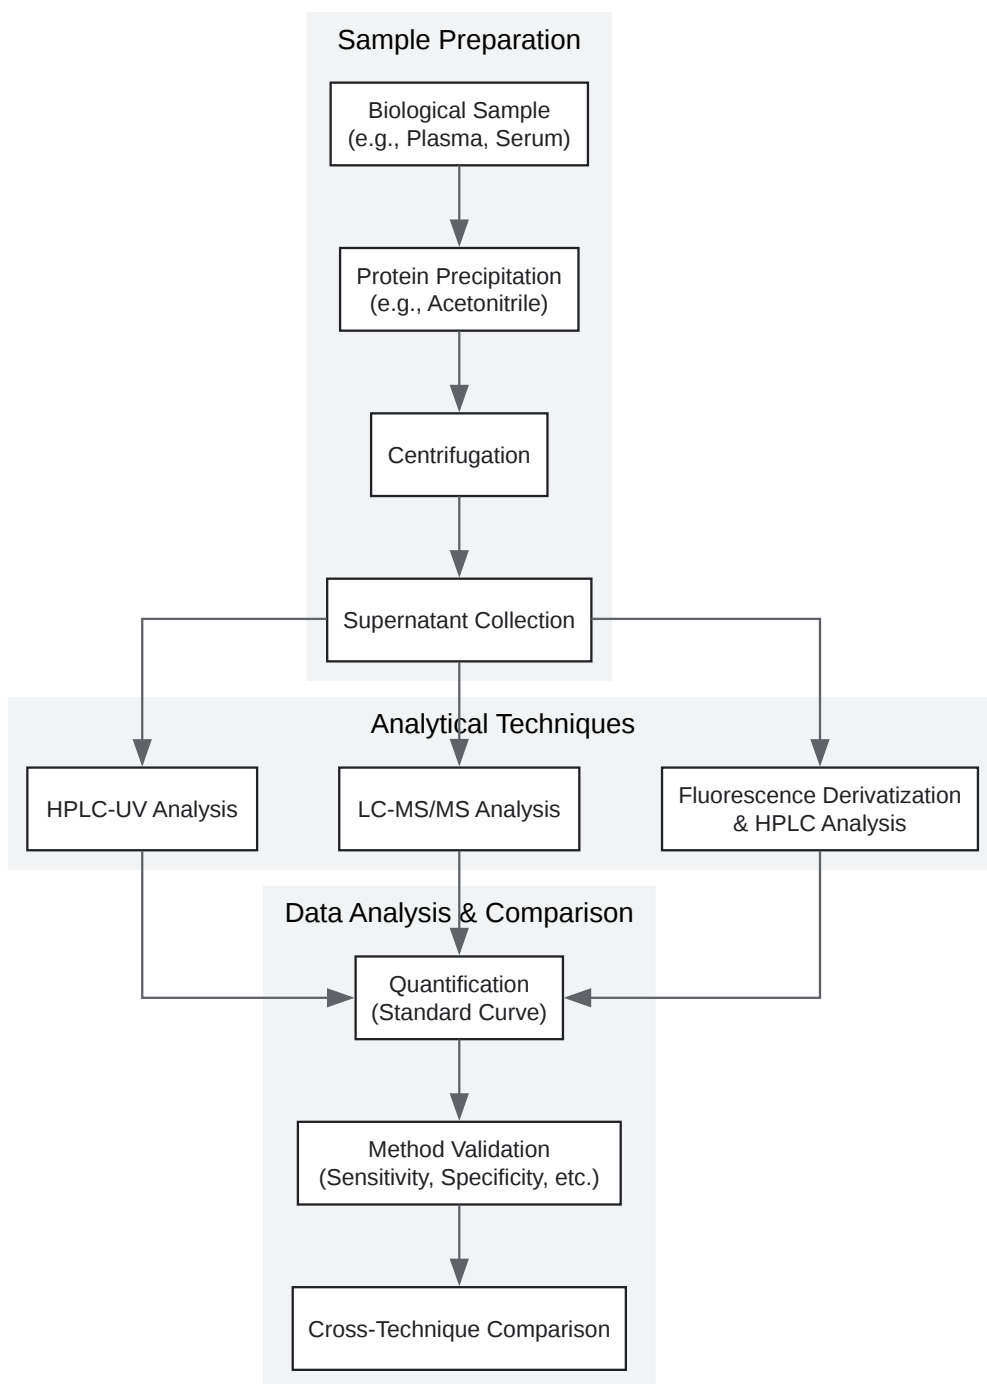 Sample Preparation
Biological Sample
(e.g., Plasma, Serum)
Protein Precipitation
(e.g., Acetonitrile)
Centrifugation
Supernatant Collection
Analytical Techniques
HPLC-UV Analysis
LC-MS/MS Analysis
Fluorescence Derivatization
& HPLC Analysis
Data Analysis & Comparison
Quantification
(Standard Curve)
Method Validation
(Sensitivity, Specificity, etc.)
Cross-Technique Comparison